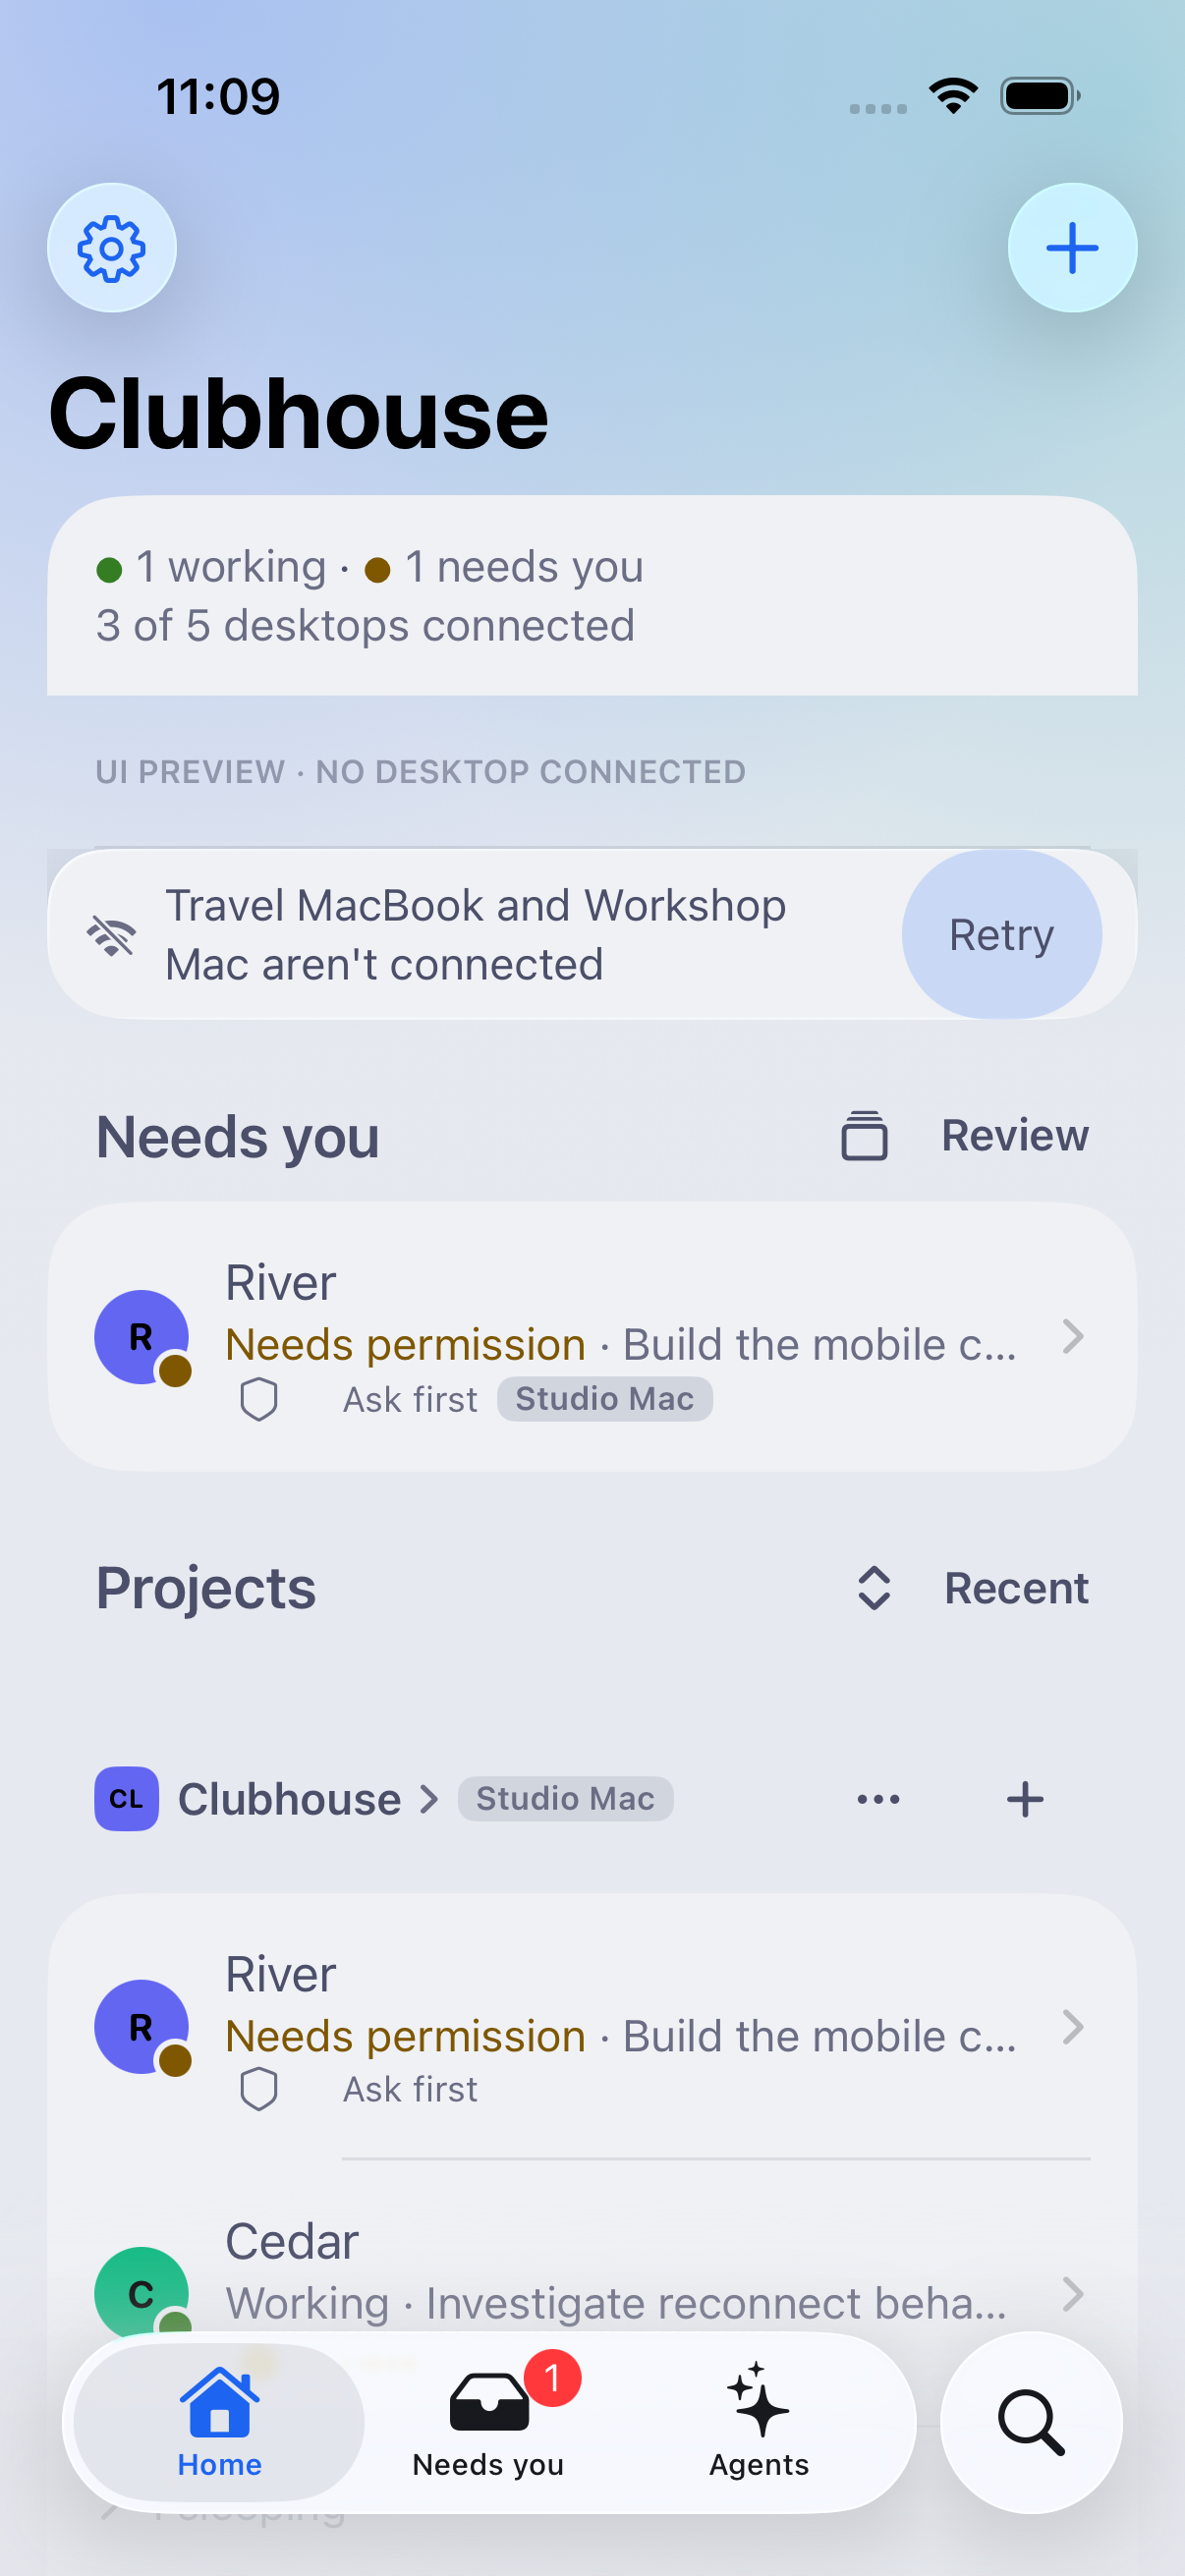 11:09
Clubhouse
1 working · 1 needs you
3 of 5 desktops connected
UI PREVIEW · NO DESKTOP CONNECTED
Travel MacBook and Workshop
Mac aren't connected
Retry
Needs you
Review
River
R
Needs permission · Build the mobile c...
Ask first
Studio Mac
Projects
Recent
CL
Clubhouse
Studio Mac
River
R
Needs permission · Build the mobile c...
Ask first
Cedar
C
Working · Investigate reconnect beha...
1
Home
Needs you
Agents
sleeping